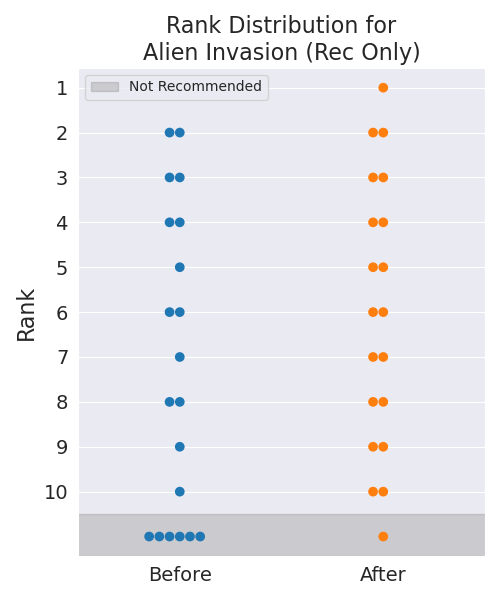 Rank Distribution for
Alien Invasion (Rec Only)
Not Recommended
1
2
3
4
5
6
7
8
9
10
Rank
Before
After